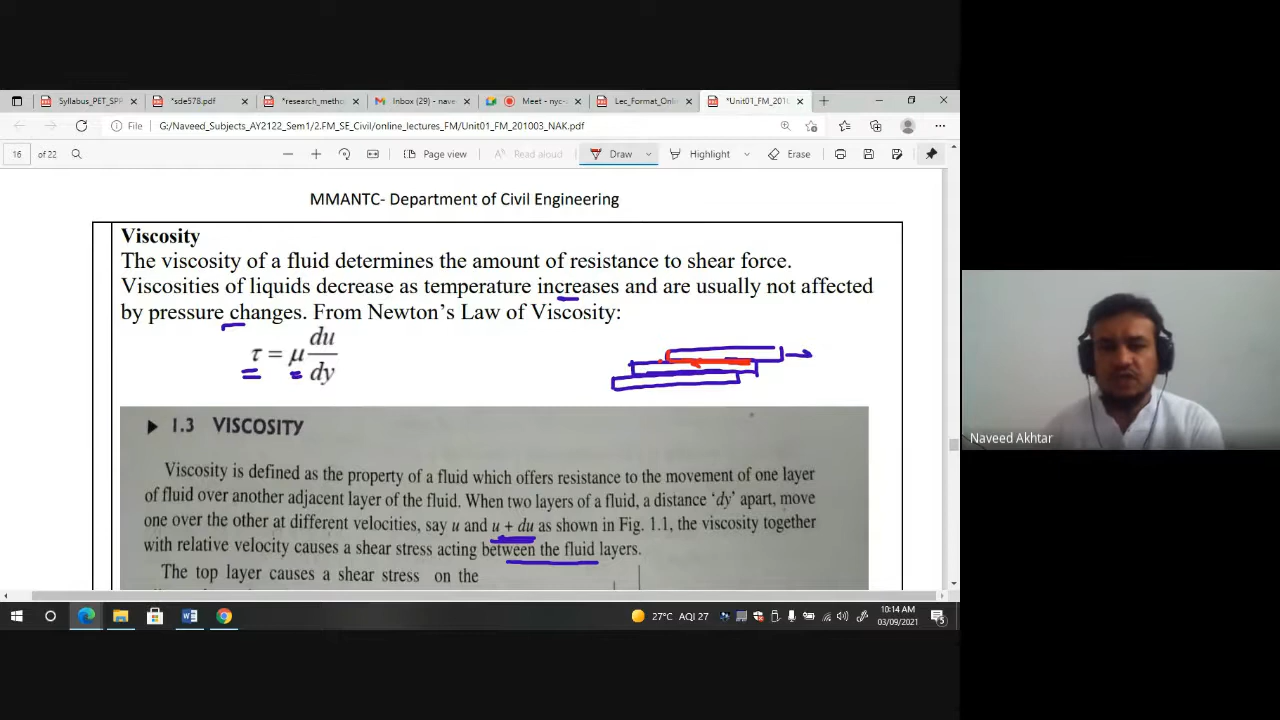 Syllabus_PET_SPP
*sde578.pdf
*research_metho
Inbox (29) - nave
Meet - nyc-
Lec_Format_Onli
*Unit01_FM_2010
File
G:/Naveed_Subjects_AY2122_Sem1/2.FM_SE_Civil/online_lectures_FM/Unit01_FM_201003_NAK.pdf
16 of 22
Page view
Read aloud
Draw
Highlight
Erase
MMANTC- Department of Civil Engineering
Viscosity
The viscosity of a fluid determines the amount of resistance to shear force.
Viscosities of liquids decrease as temperature increases and are usually not affected
by pressure changes. From Newton's Law of Viscosity:
τ = μ du/dy
1.3 VISCOSITY
Viscosity is defined as the property of a fluid which offers resistance to the movement of one layer
of fluid over another adjacent layer of the fluid. When two layers of a fluid, a distance 'dy' apart, move
one over the other at different velocities, say u and u + du as shown in Fig. 1.1, the viscosity together
with relative velocity causes a shear stress acting between the fluid layers.
The top layer causes a shear stress on the
Naveed Akhtar
27°C AQI 27
10:14 AM
03/09/2021